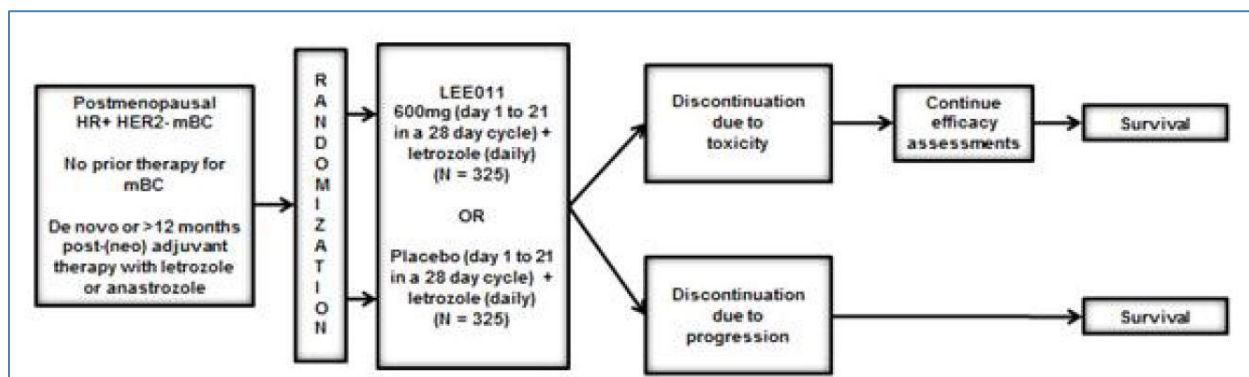 Postmenopausal
HR+ HER2- mBC
No prior therapy for
mBC
De novo or >12 months
post-(neo) adjuvant
therapy with letrozole
or anastrozole
R
A
N
D
O
M
I
Z
A
T
I
O
N
LEE011
600mg (day 1 to 21
in a 28 day cycle) +
letrozole (daily)
(N = 325)
OR
Placebo (day 1 to 21
in a 28 day cycle) +
letrozole (daily)
(N = 325)
Discontinuation
due to
toxicity
Continue
efficacy
assessments
Survival
Discontinuation
due to
progression
Survival